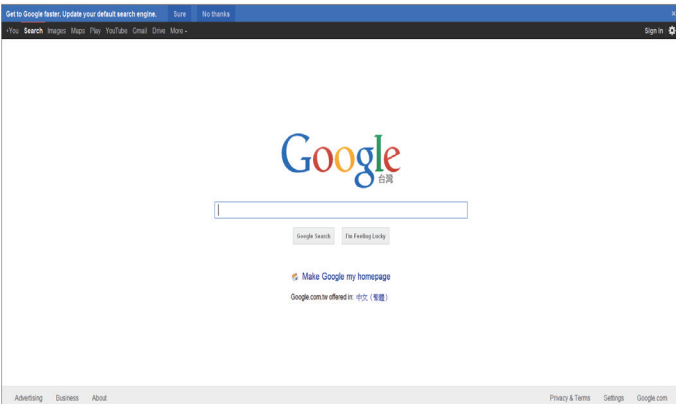 Get to Google faster. Update your default search engine. Sure No thanks ×
+You Search Images Maps Play YouTube Gmail Drive More Sign in
Google
台灣
Google Search I'm Feeling Lucky
Make Google my homepage
Google.com.tw offered in: 中文（繁體）
Advertising Business About Privacy & Terms Settings Google.com